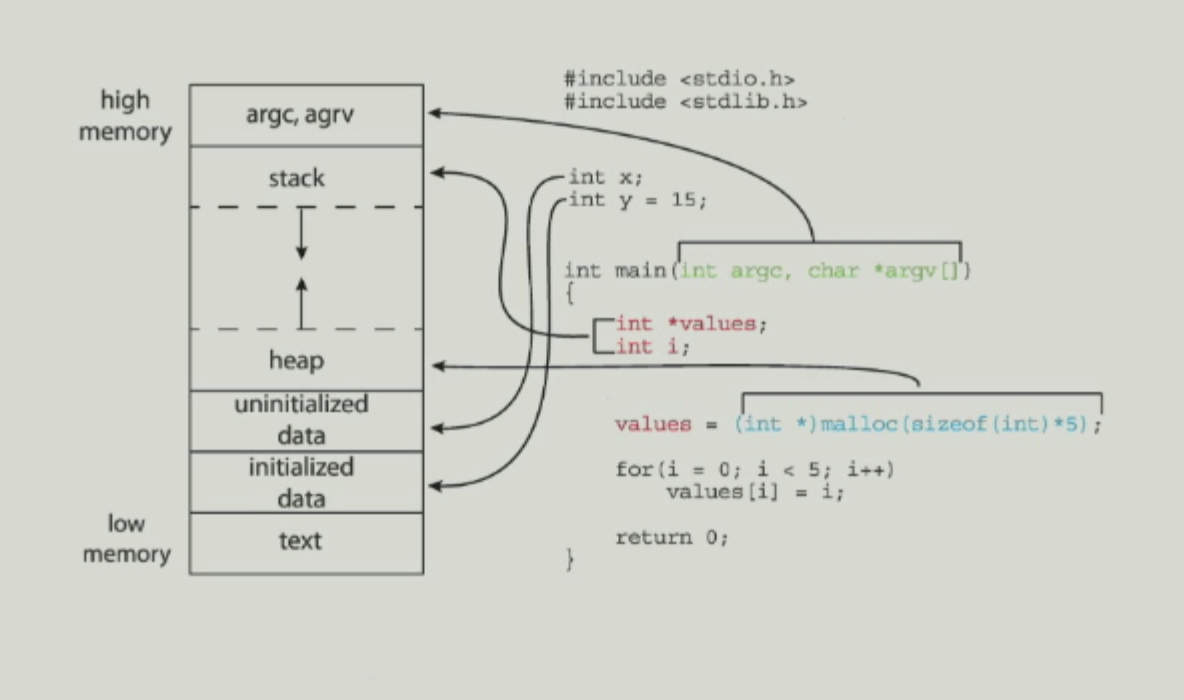 high
memory
argc, agrv
stack
heap
uninitialized
data
initialized
data
text
low
memory
#include <stdio.h>
#include <stdlib.h>
int x;
int y = 15;
int main(int argc, char *argv[])
{
int *values;
int i;
values = (int *)malloc(sizeof(int)*5);
for(i = 0; i < 5; i++)
values[i] = i;
return 0;
}